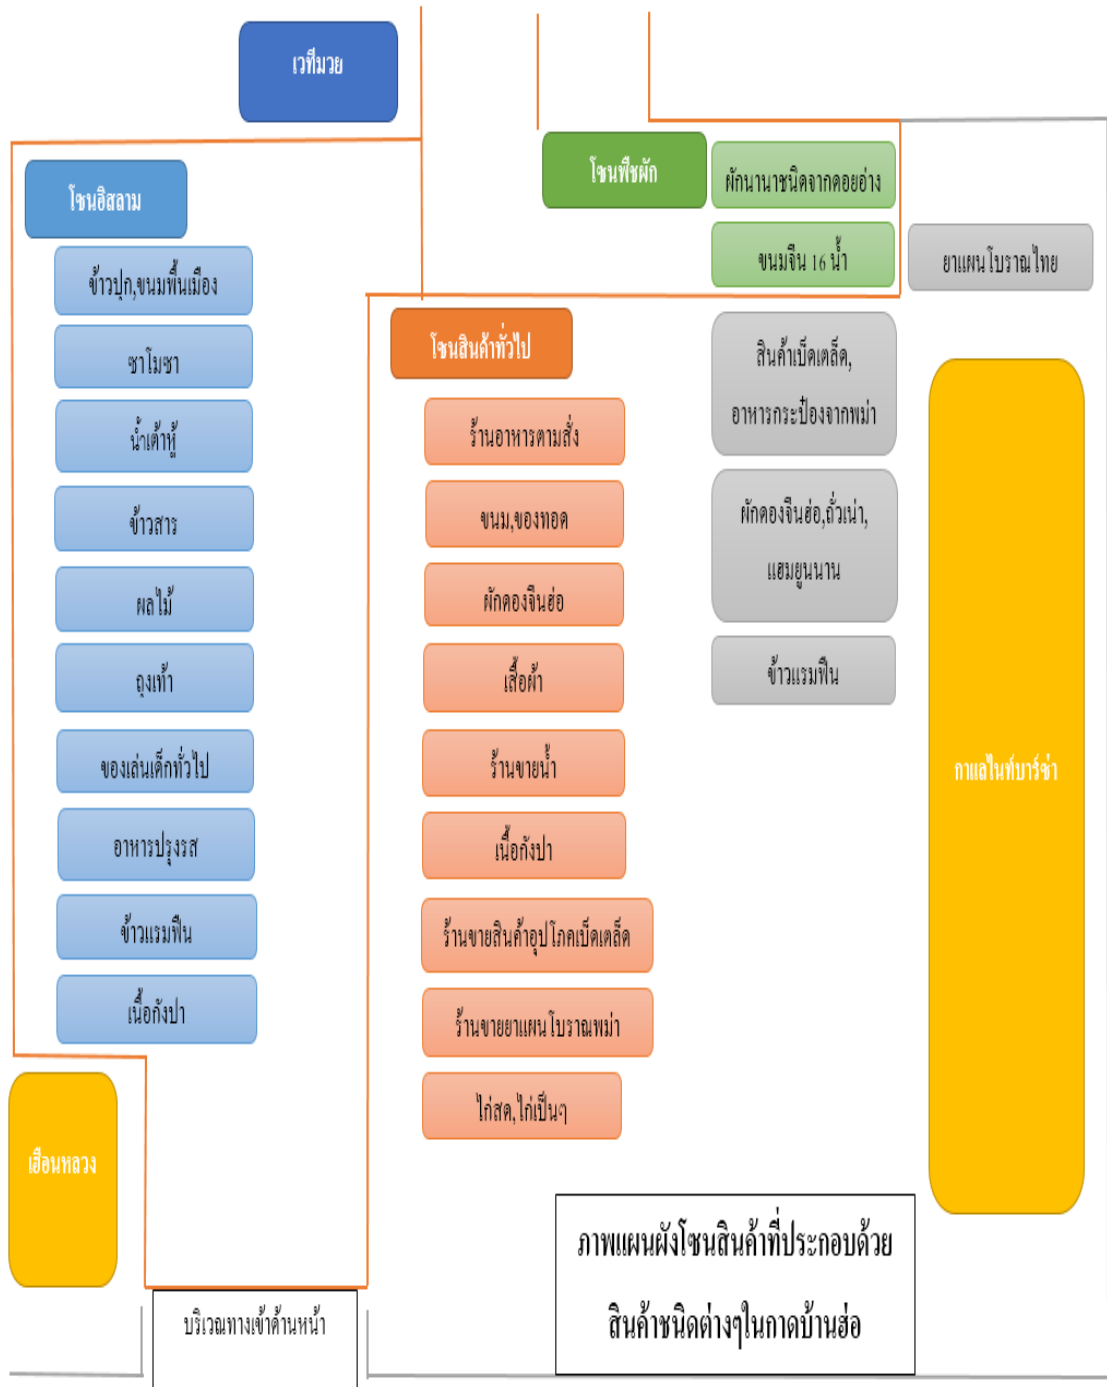 เวทีมวย
โซนอิสลาม
ข้าวปุก,ขนมพื้นเมือง
ซาโมซา
น้ำเต้าหู้
ข้าวสาร
ผลไม้
ถุงเท้า
ของเล่นเด็กทั่วไป
อาหารปรุงรส
ข้าวแรมฟืน
เนื้อกังปา
เฮือนหลวง
บริเวณทางเข้าด้านหน้า
โซนสินค้าทั่วไป
ร้านอาหารตามสั่ง
ขนม,ของทอด
ผักดองจีนฮ่อ
เสื้อผ้า
ร้านขายน้ำ
เนื้อกังปา
ร้านขายสินค้าอุปโภคเบ็ดเตล็ด
ร้านขายยาแผนโบราณพม่า
ไก่สด,ไก่เป็นๆ
โซนพืชผัก
ผักนานาชนิดจากดอยอ่าง
ขนมจีน 16 น้ำ
ยาแผนโบราณไทย
สินค้าเบ็ดเตล็ด,
อาหารกระป๋องจากพม่า
ผักดองจีนฮ่อ,ถั่วเน่า,
แฮมยูนนาน
ข้าวแรมฟืน
กาแลไนท์บาร์ซ่า
ภาพแผนผังโซนสินค้าที่ประกอบด้วย
สินค้าชนิดต่างๆในกาดบ้านฮ่อ